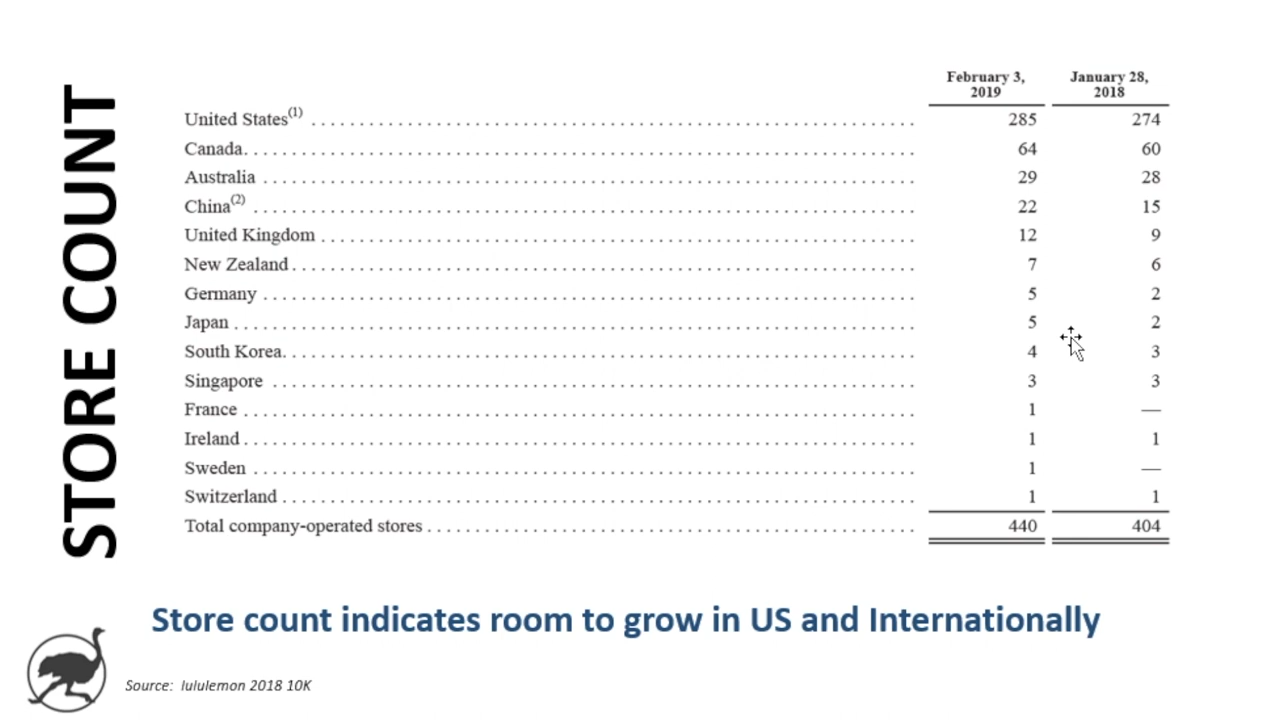 STORE COUNT
February 3, 2019 January 28, 2018
United States(1) 285 274
Canada 64 60
Australia 29 28
China(2) 22 15
United Kingdom 12 9
New Zealand 7 6
Germany 5 2
Japan 5 2
South Korea 4 3
Singapore 3 3
France 1 —
Ireland 1 1
Sweden 1 —
Switzerland 1 1
Total company-operated stores 440 404
Store count indicates room to grow in US and Internationally
Source: lululemon 2018 10K